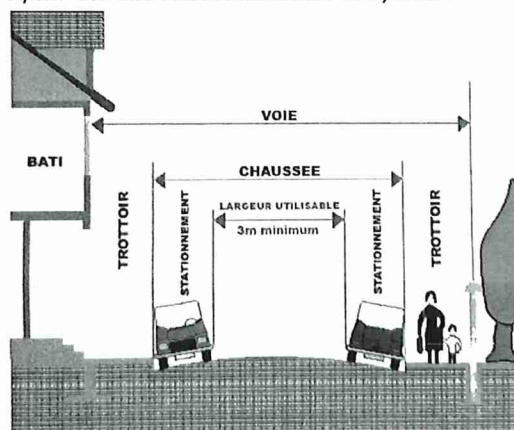 VOIE
BATI
CHAUSSEE
TROTTOIR
STATIONNEMENT
LARGEUR UTILISABLE
3m minimum
STATIONNEMENT
TROTTOIR